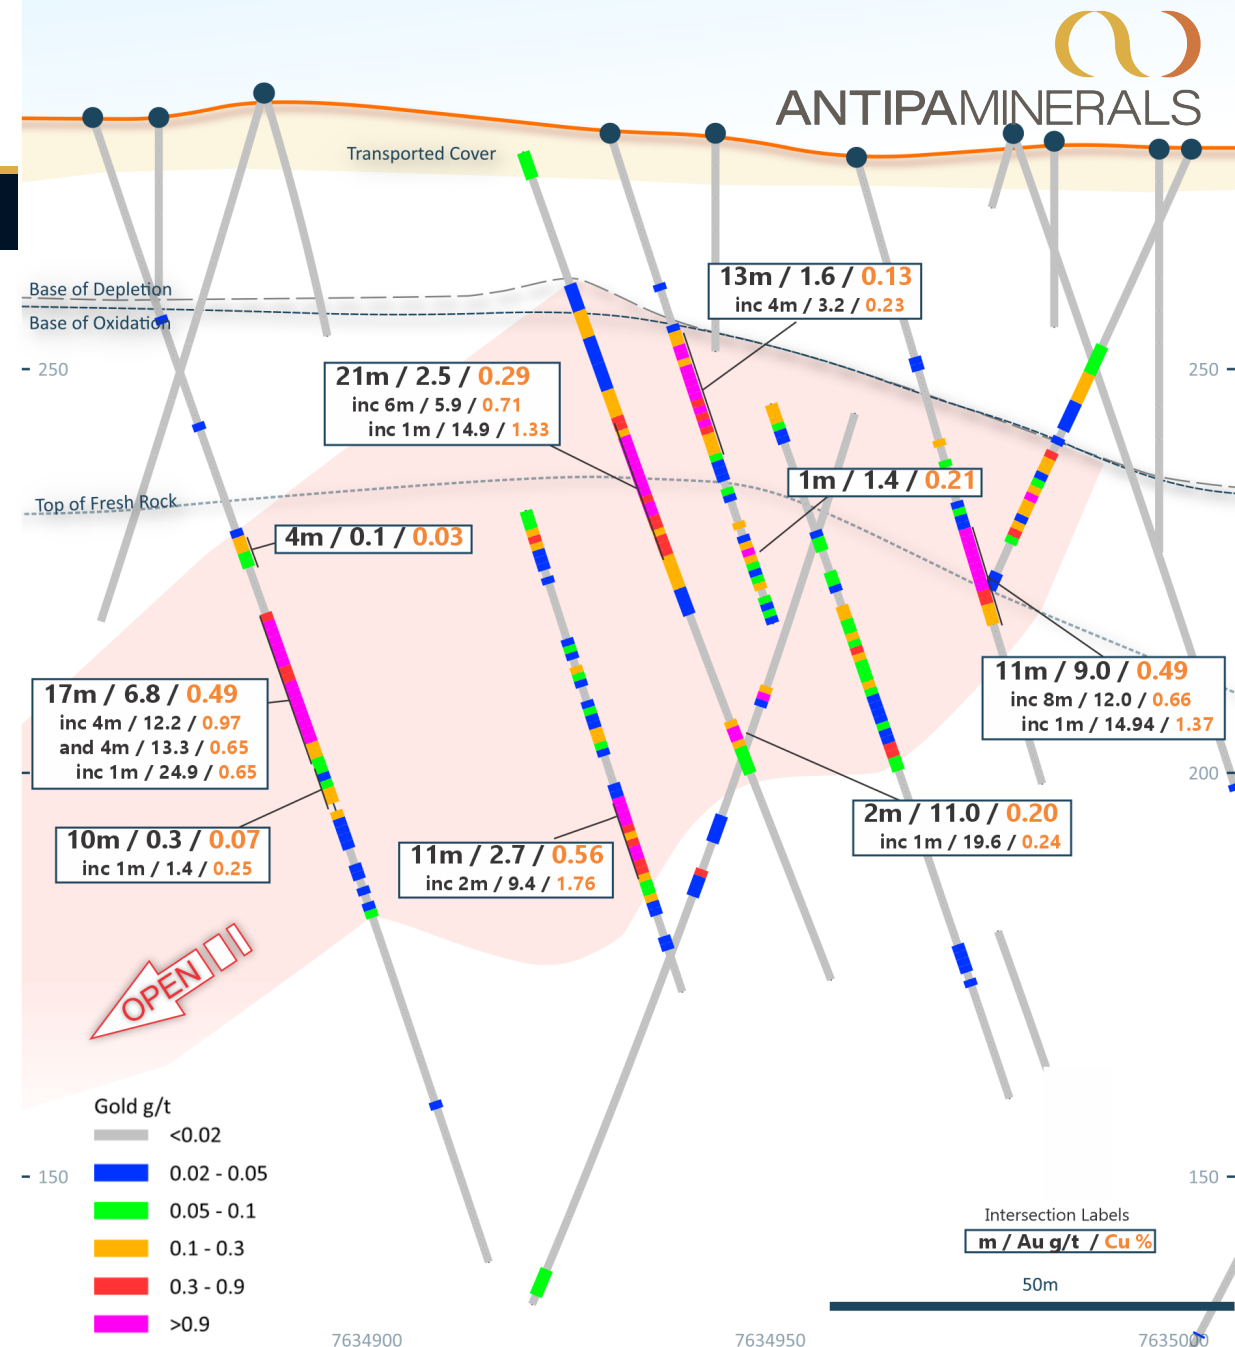 ANTIPAMINERALS
Transported Cover
Base of Depletion
Base of Oxidation
13m / 1.6 / 0.13
inc 4m / 3.2 / 0.23
250
250
21m / 2.5 / 0.29
inc 6m / 5.9 / 0.71
inc 1m / 14.9 / 1.33
1m / 1.4 / 0.21
Top of Fresh Rock
4m / 0.1 / 0.03
17m / 6.8 / 0.49
inc 4m / 12.2 / 0.97
and 4m / 13.3 / 0.65
inc 1m / 24.9 / 0.65
11m / 9.0 / 0.49
inc 8m / 12.0 / 0.66
inc 1m / 14.94 / 1.37
200
10m / 0.3 / 0.07
inc 1m / 1.4 / 0.25
11m / 2.7 / 0.56
inc 2m / 9.4 / 1.76
2m / 11.0 / 0.20
inc 1m / 19.6 / 0.24
OPEN
Gold g/t
<0.02
0.02 - 0.05
0.05 - 0.1
0.1 - 0.3
0.3 - 0.9
>0.9
150
150
Intersection Labels
m / Au g/t / Cu %
50m
7634900
7634950
7635000